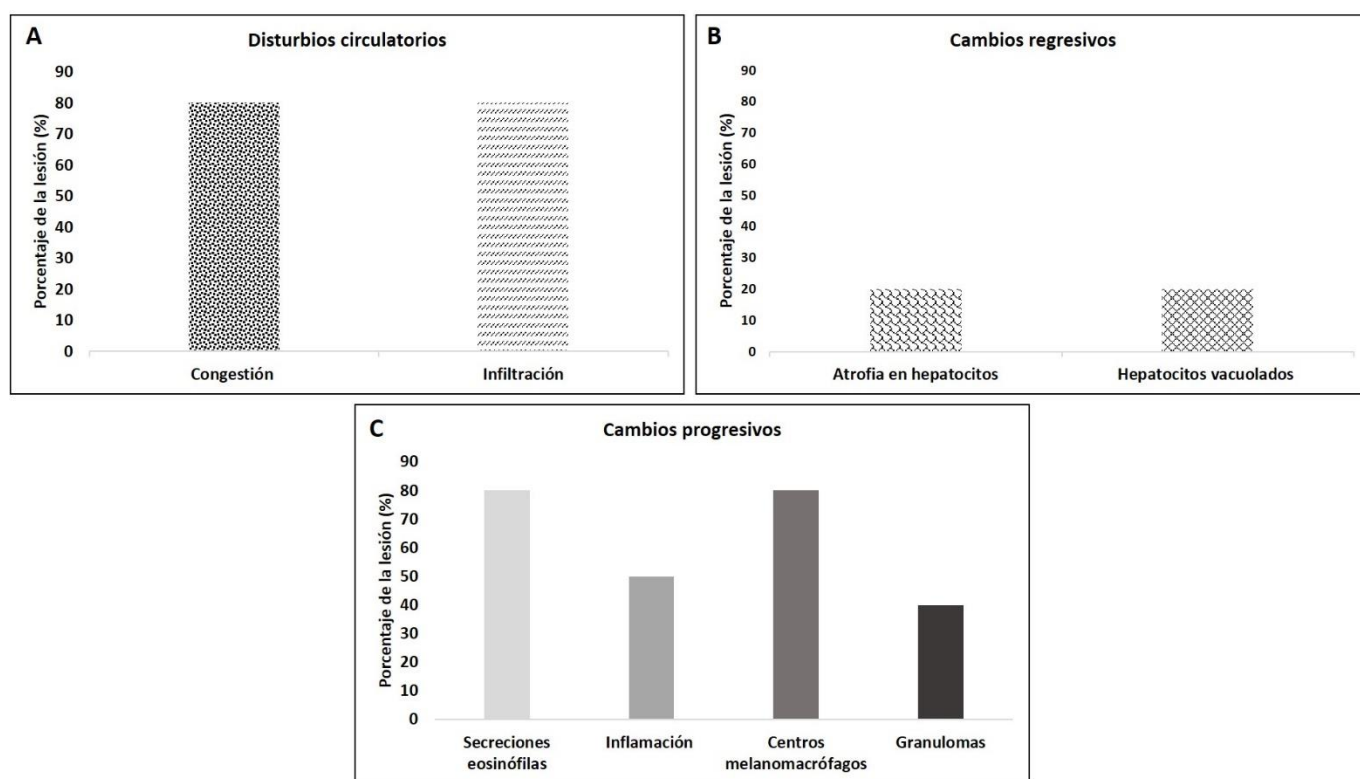 A
Disturbios circulatorios
Porcentaje de la lesión (%)
90
80
70
60
50
40
30
20
10
0
Congestión
Infiltración
B
Cambios regresivos
Porcentaje de la lesión (%)
90
80
70
60
50
40
30
20
10
0
Atrofia en hepatocitos
Hepatocitos vacuolados
C
Cambios progresivos
Porcentaje de la lesión (%)
90
80
70
60
50
40
30
20
10
0
Secreciones
eosinófilas
Inflamación
Centros
melanomacrófagos
Granulomas